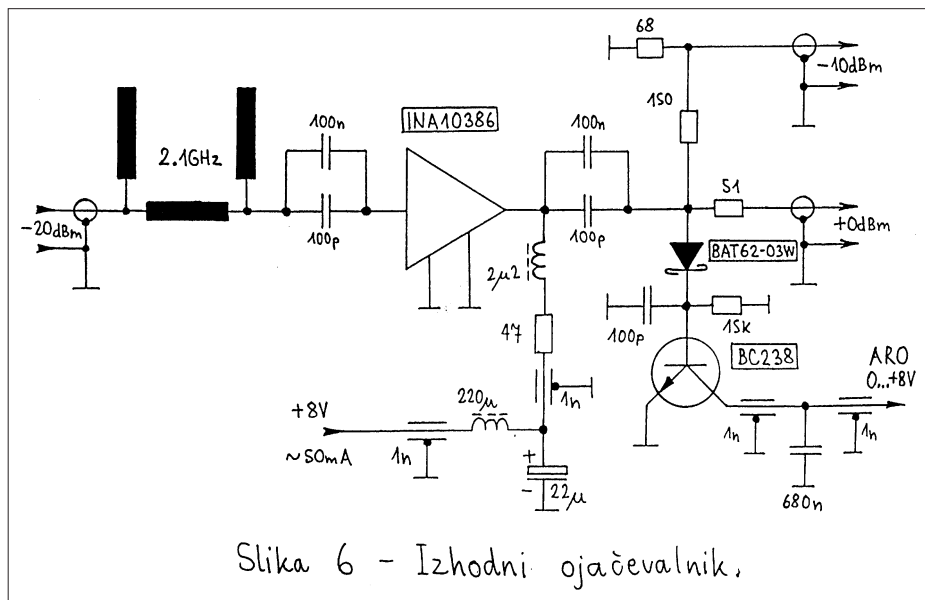 68
-10dBm
150
INA10386
100n
100n
2.1GHz
51
-20dBm
100p
100p
+0dBm
BAT62-03W
2µ2
100p
15k
47
BC238
ARO
0...+8V
1n
220µ
+8V
1n
1n
~50mA
1n
+
-
22µ
680n
Slika 6 - Izhodni ojačevalnik.